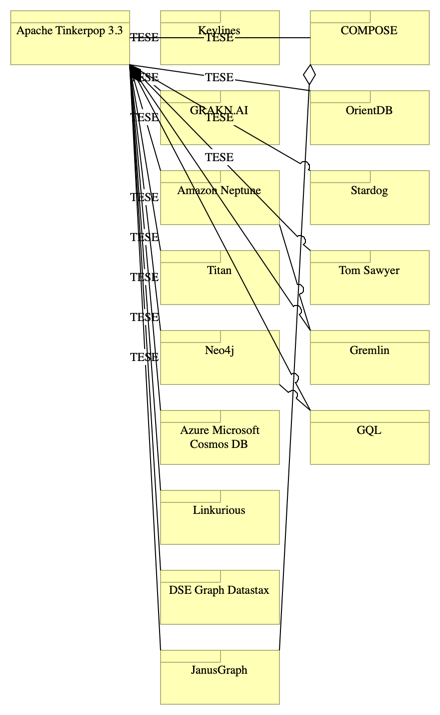 Apache Tinkerpop 3.3
TESE
Keylines
TESE
COMPOSE
TESE
TESE
TESE
GRAKN.AI
TESE
OrientDB
TESE
Amazon Neptune
Stardog
TESE
TESE
Titan
Tom Sawyer
TESE
TESE
Neo4j
Gremlin
TESE
Azure Microsoft
Cosmos DB
GQL
Linkurious
DSE Graph Datastax
JanusGraph